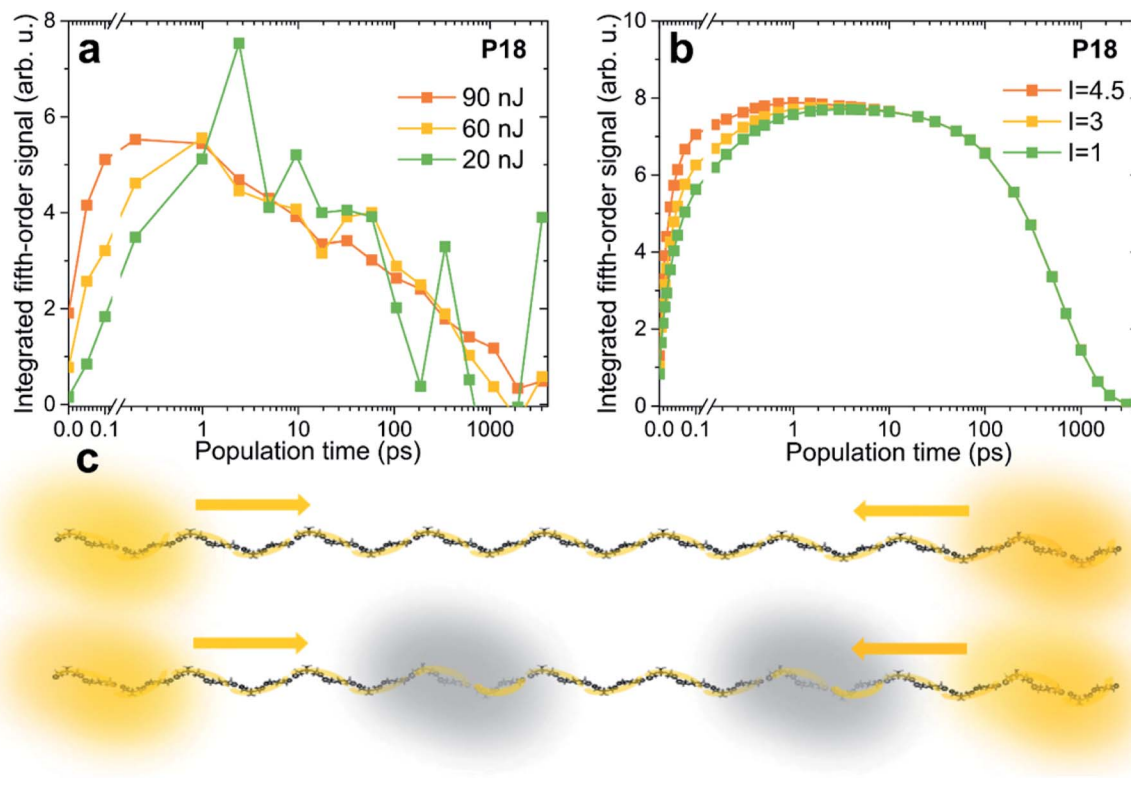 a
P18
90 nJ
60 nJ
20 nJ
Integrated fifth-order signal (arb. u.)
8
6
4
2
0
0.0 0.1 1 10 100 1000
Population time (ps)
b
P18
I=4.5
I=3
I=1
Integrated fifth-order signal (arb. u.)
10
8
6
4
2
0
0.0 0.1 1 10 100 1000
Population time (ps)
c